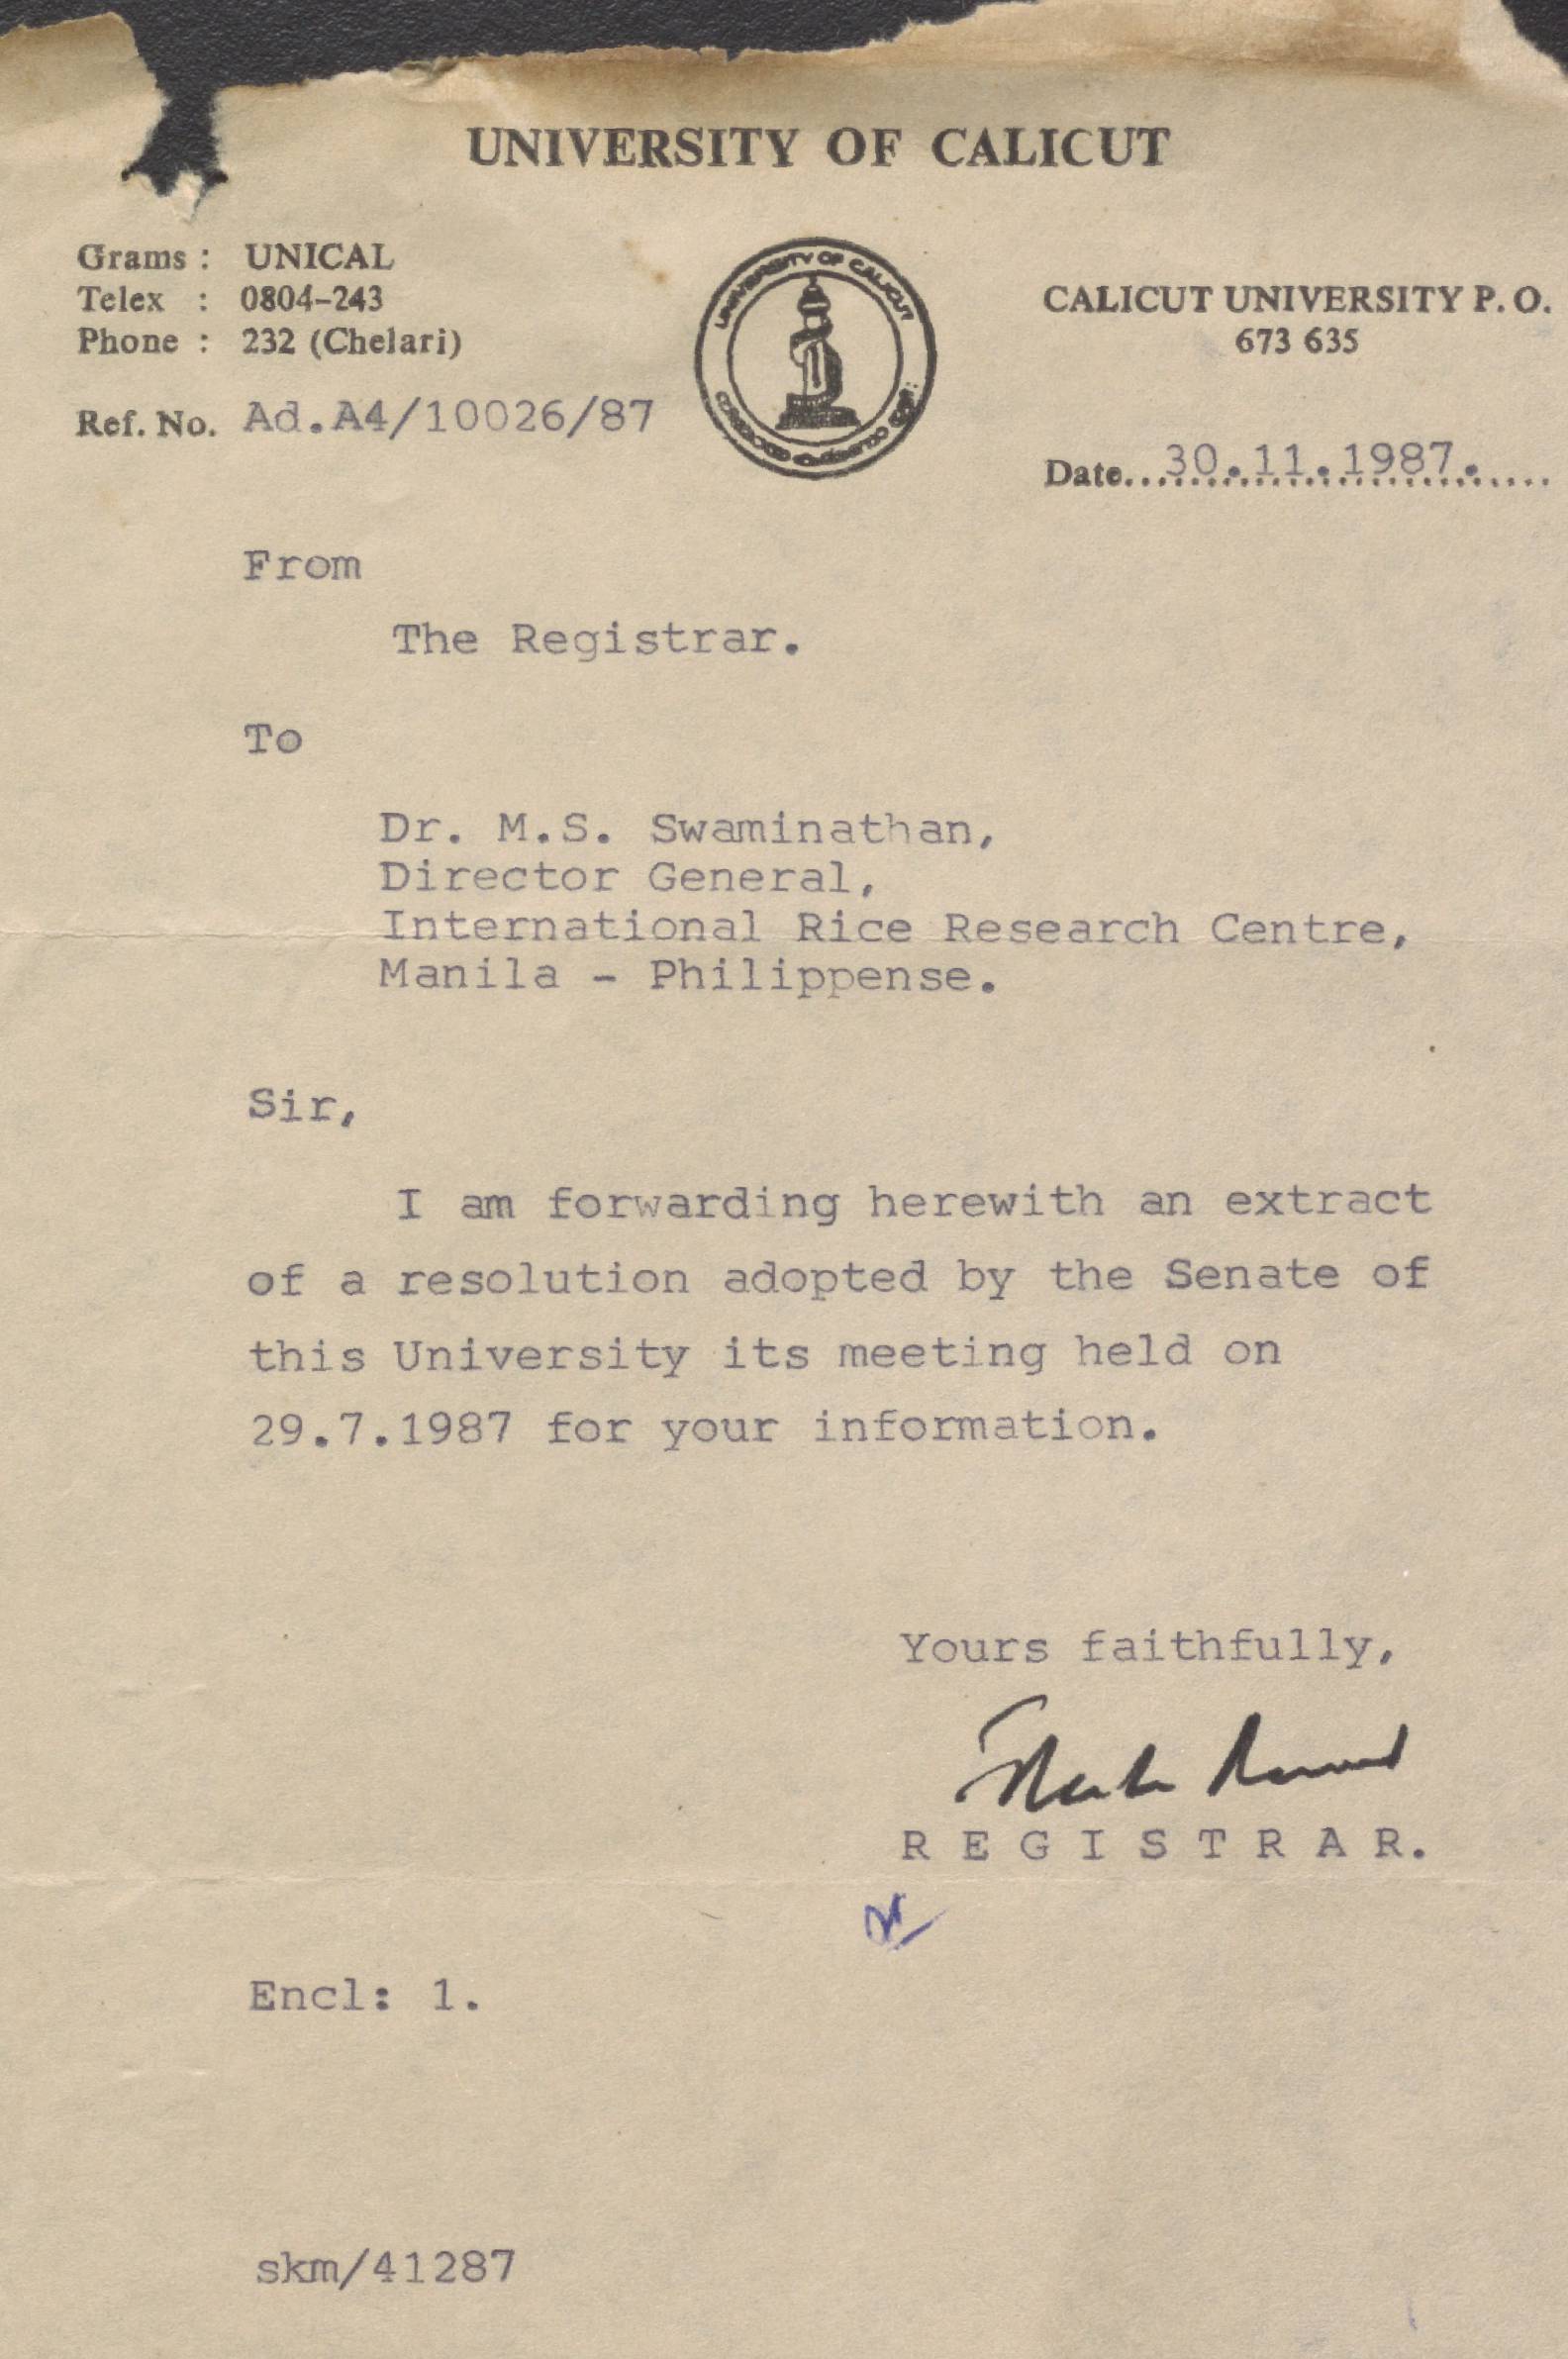 UNIVERSITY OF CALICUT
Grams : UNICAL
Telex : 0804-243
Phone : 232 (Chelari)
Ref. No. Ad.A4/10026/87
UNIVERSITY OF CALICUT
CALICUT UNIVERSITY P. O.
673 635
Date...30.11.1987.......
From
The Registrar.
To
Dr. M.S. Swaminathan,
Director General,
International Rice Research Centre,
Manila - Philippense.
Sir,
I am forwarding herewith an extract
of a resolution adopted by the Senate of
this University its meeting held on
29.7.1987 for your information.
Yours faithfully,
R E G I S T R A R.
Encl: 1.
skm/41287